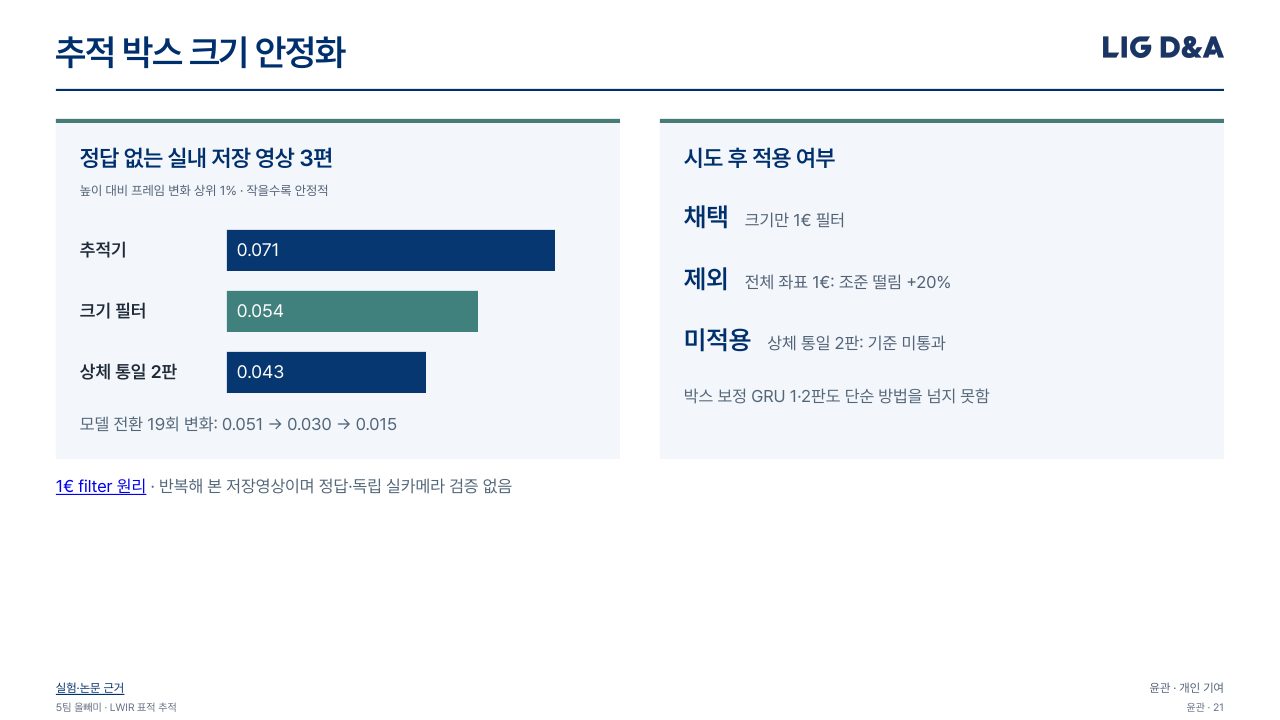 추적 박스 크기 안정화
LIG D&A
정답 없는 실내 저장 영상 3편
높이 대비 프레임 변화 상위 1% · 작을수록 안정적
추적기 0.071
크기 필터 0.054
상체 통일 2판 0.043
모델 전환 19회 변화: 0.051 → 0.030 → 0.015
시도 후 적용 여부
채택 크기만 1€ 필터
제외 전체 좌표 1€: 조준 떨림 +20%
미적용 상체 통일 2판: 기준 미통과
박스 보정 GRU 1·2판도 단순 방법을 넘지 못함
1€ filter 원리 · 반복해 본 저장영상이며 정답·독립 실카메라 검증 없음
실험·논문 근거
5팀 올빼미 · LWIR 표적 추적
윤관 · 개인 기여
윤관 · 21